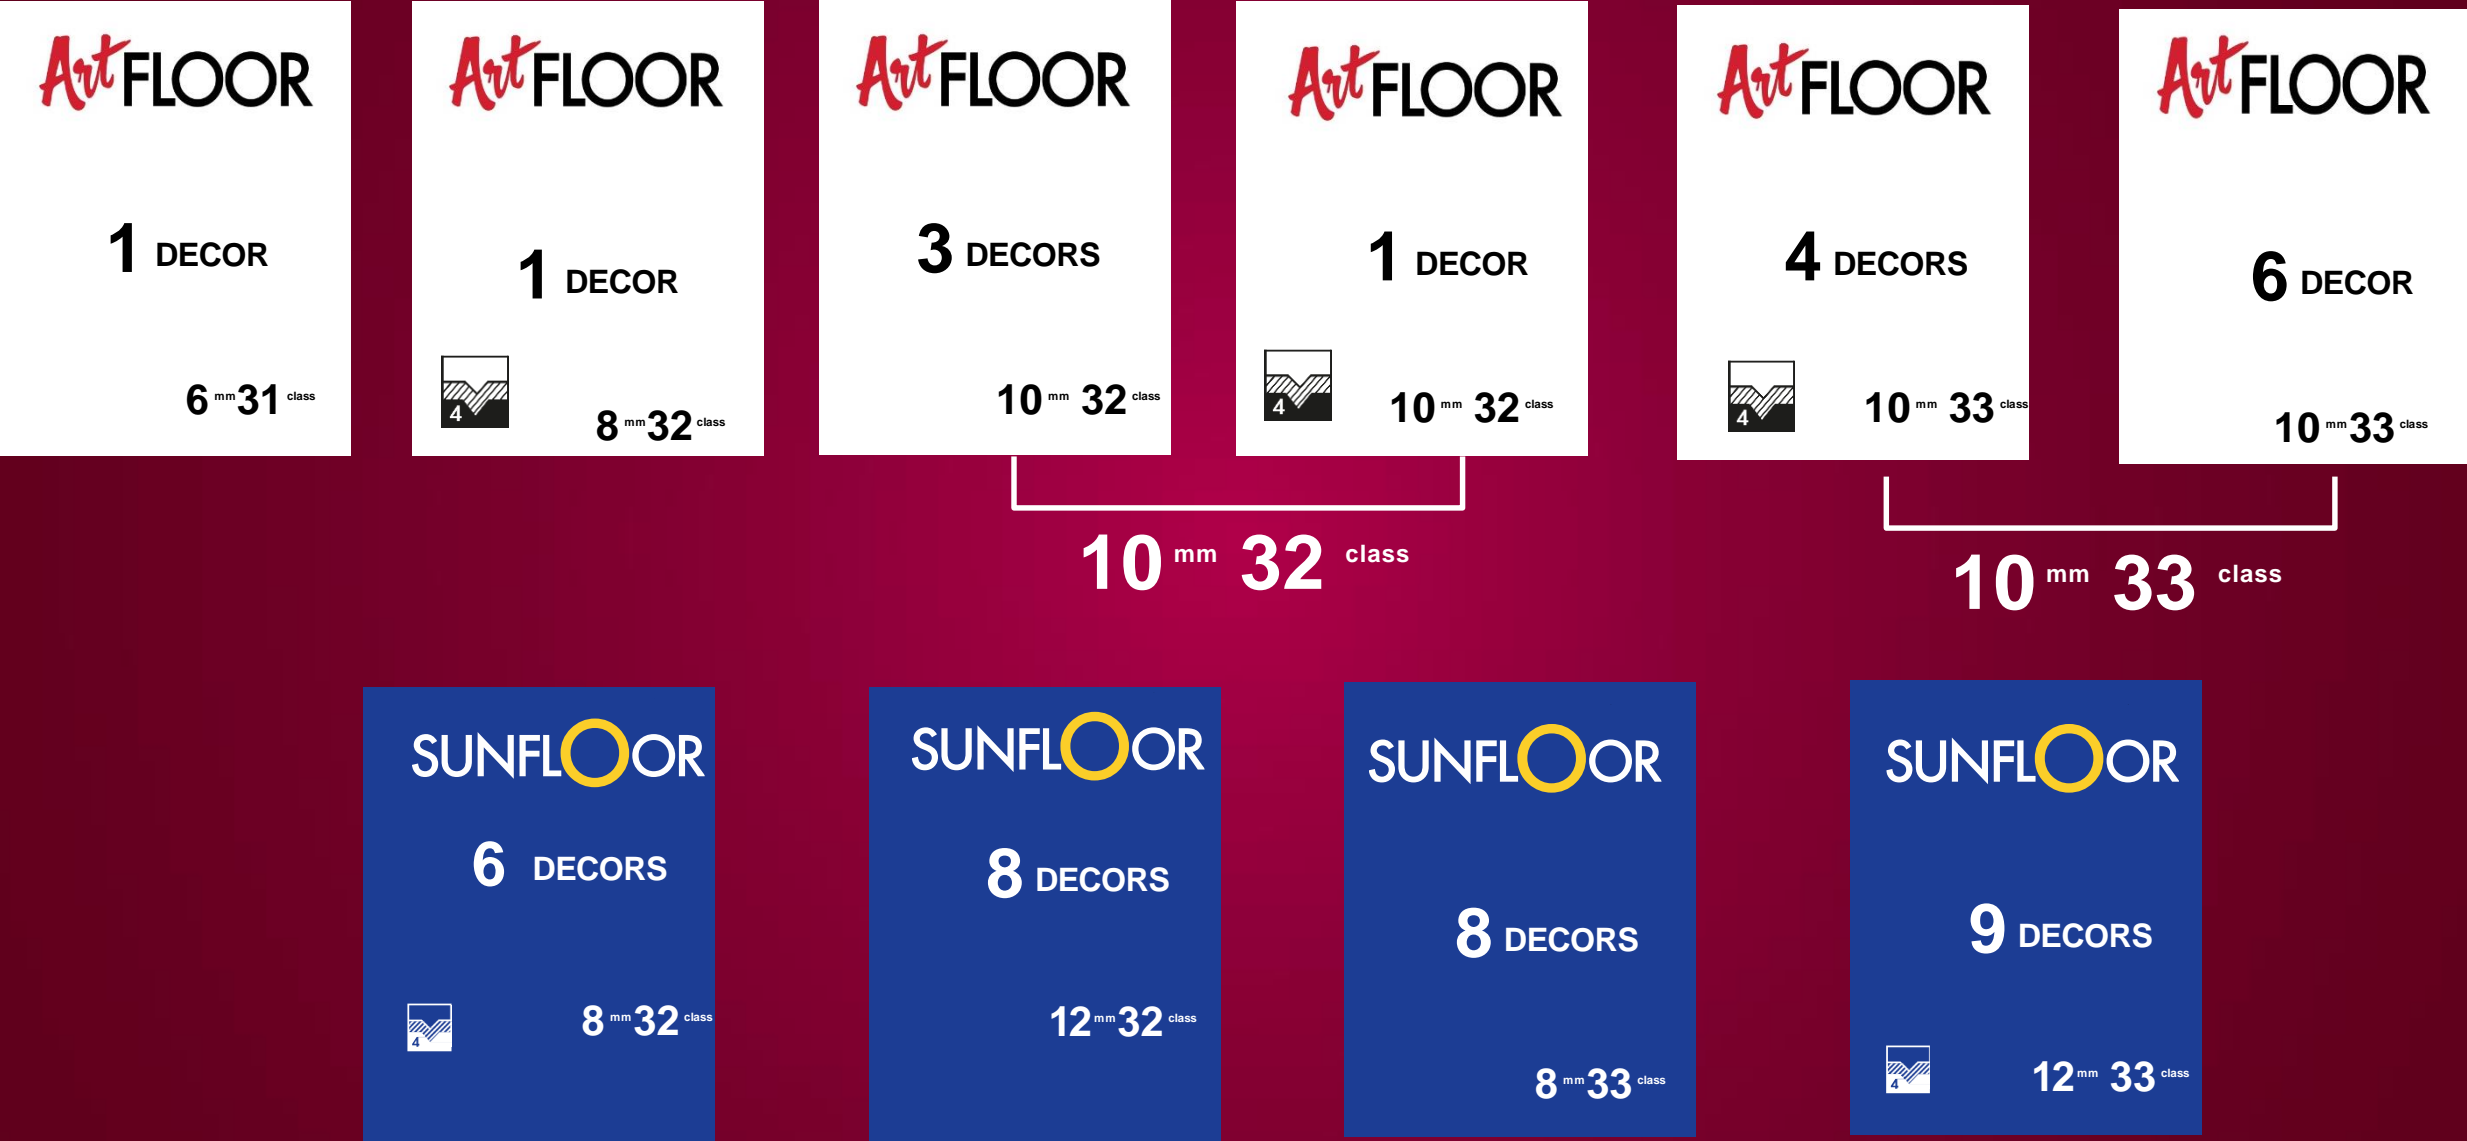 ArtFLOOR
1 DECOR
6 mm 31 class
ArtFLOOR
1 DECOR
4
8 mm 32 class
ArtFLOOR
3 DECORS
10 mm 32 class
ArtFLOOR
1 DECOR
4
10 mm 32 class
ArtFLOOR
4 DECORS
4
10 mm 33 class
ArtFLOOR
6 DECOR
10 mm 33 class
10 mm 32 class
10 mm 33 class
SUNFLOOR
6 DECORS
4
8 mm 32 class
SUNFLOOR
8 DECORS
12 mm 32 class
SUNFLOOR
8 DECORS
8 mm 33 class
SUNFLOOR
9 DECORS
4
12 mm 33 class